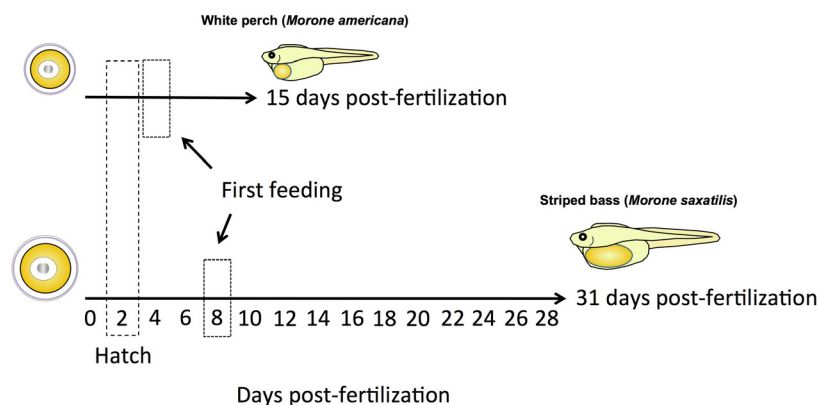 White perch (Morone americana)
15 days post-fertilization
First feeding
Striped bass (Morone saxatilis)
31 days post-fertilization
0 2 4 6 8 10 12 14 16 18 20 22 24 26 28
Hatch
Days post-fertilization